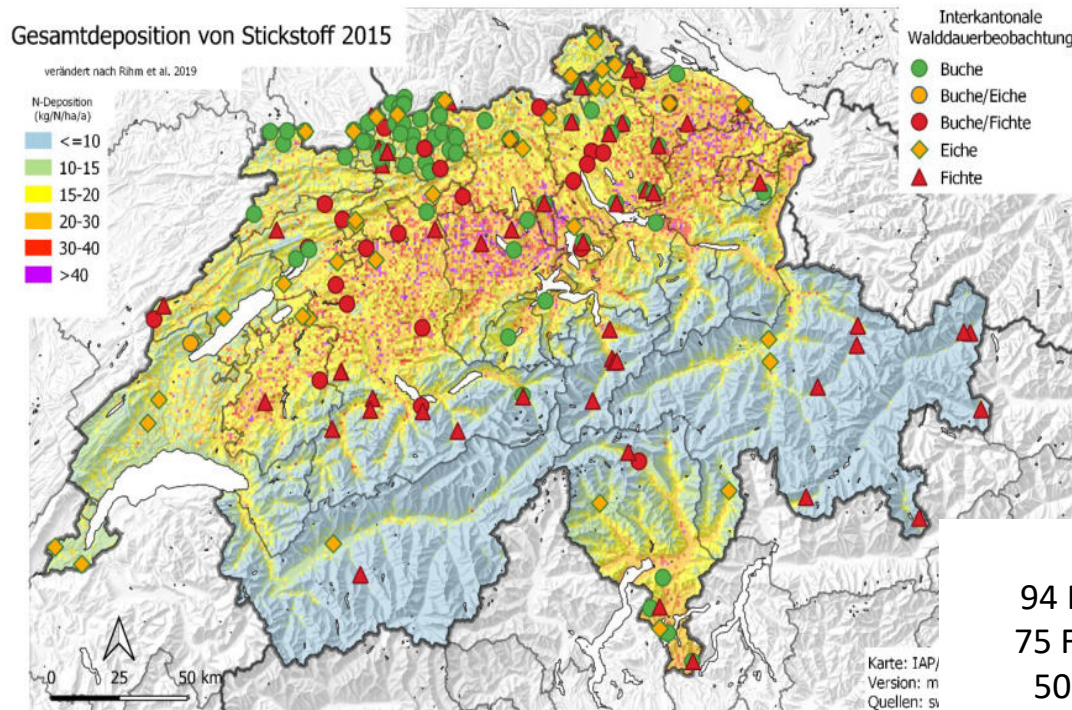 Gesamtdeposition von Stickstoff 2015
verändert nach Rihm et al. 2019
N-Deposition
(kg/N/ha/a)
<=10
10-15
15-20
20-30
30-40
>40
Interkantonale
Walddauerbeobachtung
Buche
Buche/Eiche
Buche/Fichte
Eiche
Fichte
0 25 50 km
94
75
50
Karte: IAP/
Version:
Quellen: